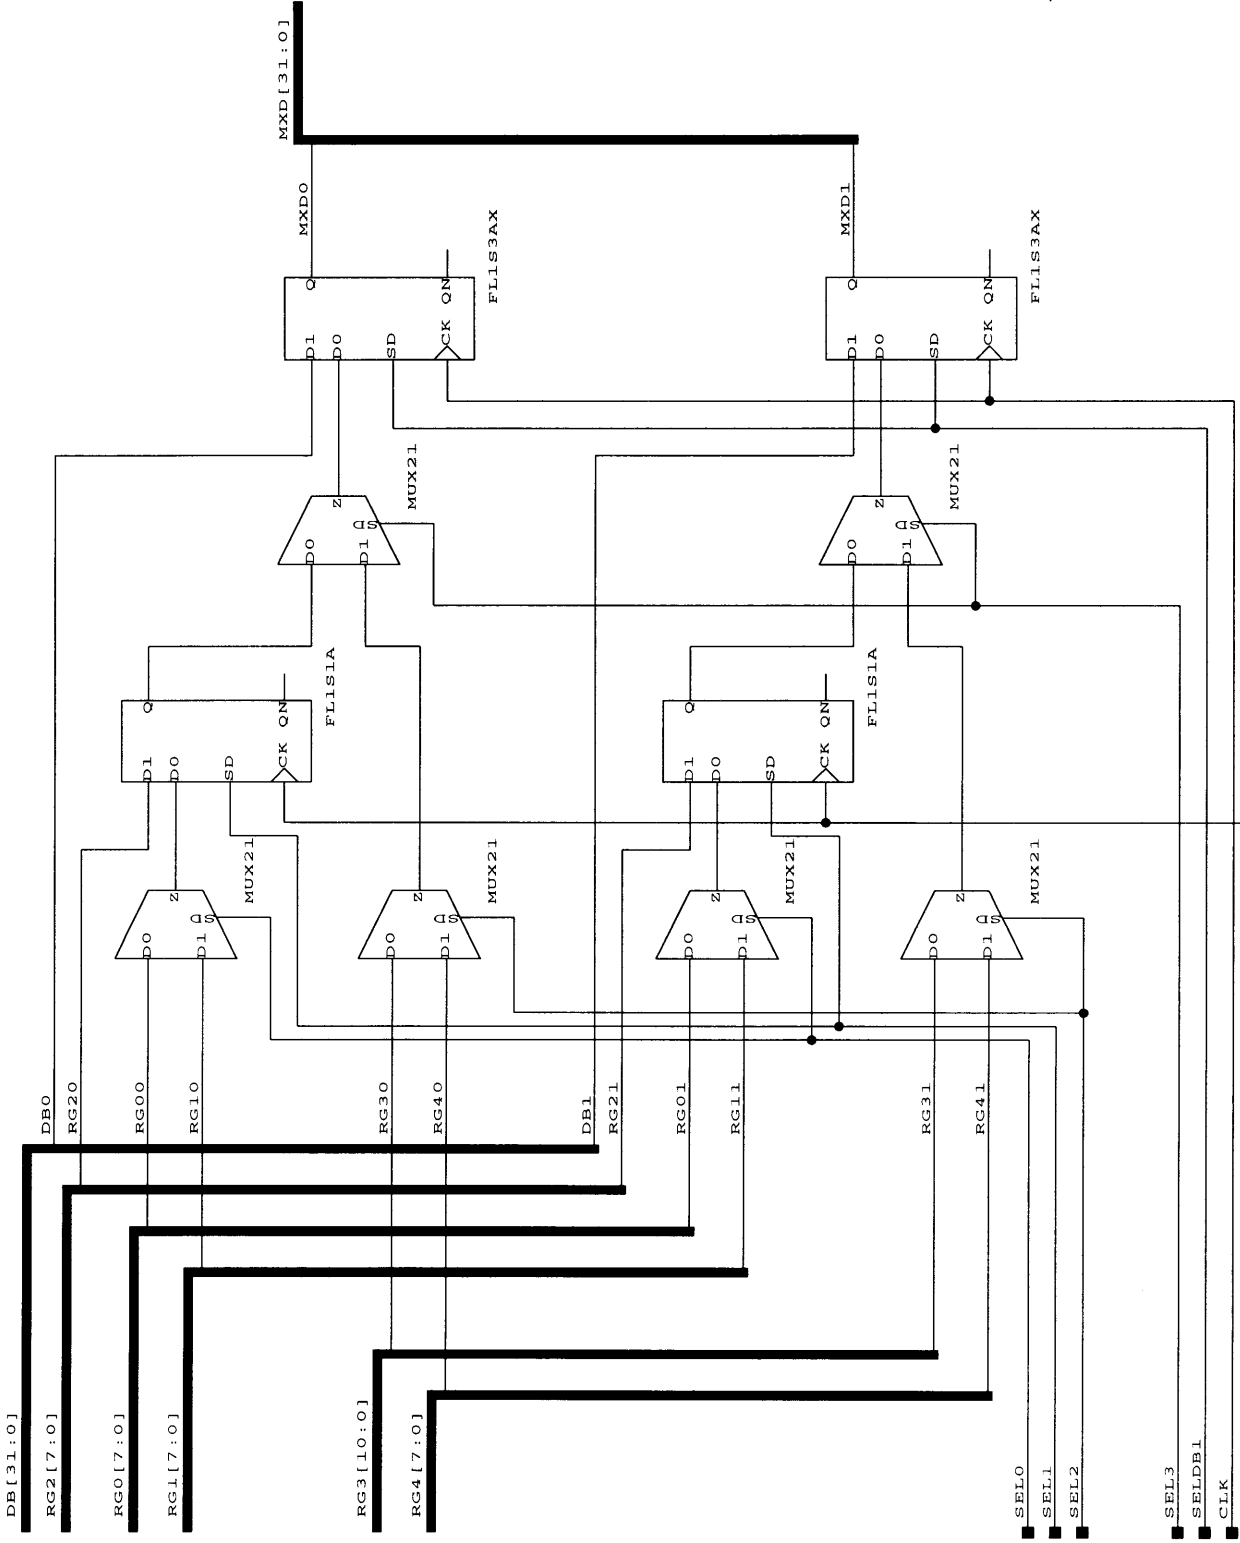 MXD[31:0]
MXD0
MXD1
Q
QN
FL1S3AX
D1
D0
SD
CK
Q
QN
FL1S3AX
D1
D0
SD
CK
MUX21
Z
SD
D0
D1
MUX21
Z
SD
D0
D1
FL1S1A
Q
QN
D1
D0
SD
CK
FL1S1A
Q
QN
D1
D0
SD
CK
MUX21
Z
SD
D0
D1
MUX21
Z
SD
D0
D1
MUX21
Z
SD
D0
D1
MUX21
Z
SD
D0
D1
DB0
RG20
RG00
RG10
RG30
RG40
DB1
RG21
RG01
RG11
RG31
RG41
DB[31:0]
RG2[7:0]
RG0[7:0]
RG1[7:0]
RG3[10:0]
RG4[7:0]
SEL0
SEL1
SEL2
SEL3
SELDB1
CLK